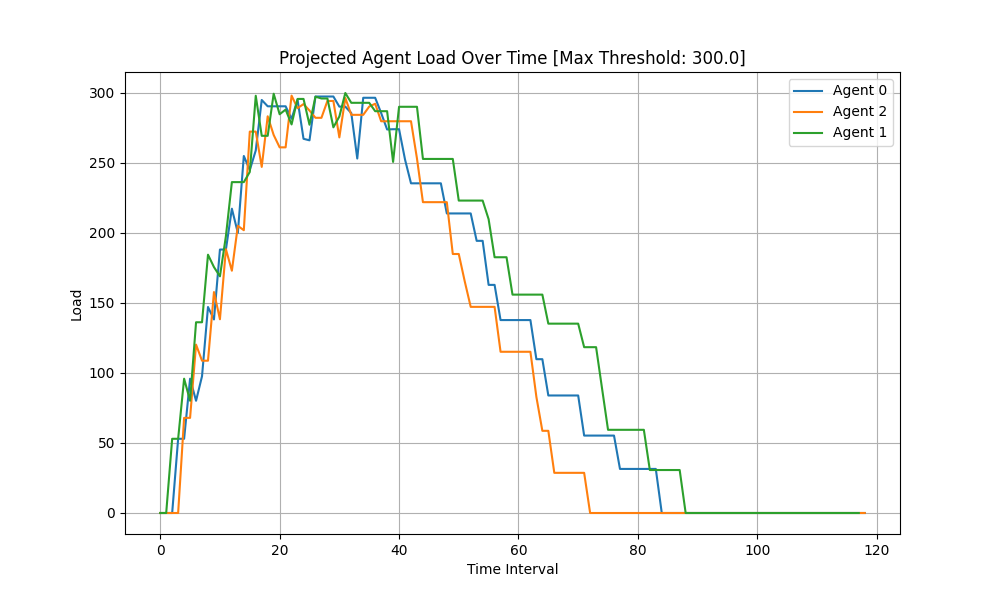 Projected Agent Load Over Time [Max Threshold: 300.0]
Agent 0
Agent 2
Agent 1
Load
300
250
200
150
100
50
0
0 20 40 60 80 100 120
Time Interval